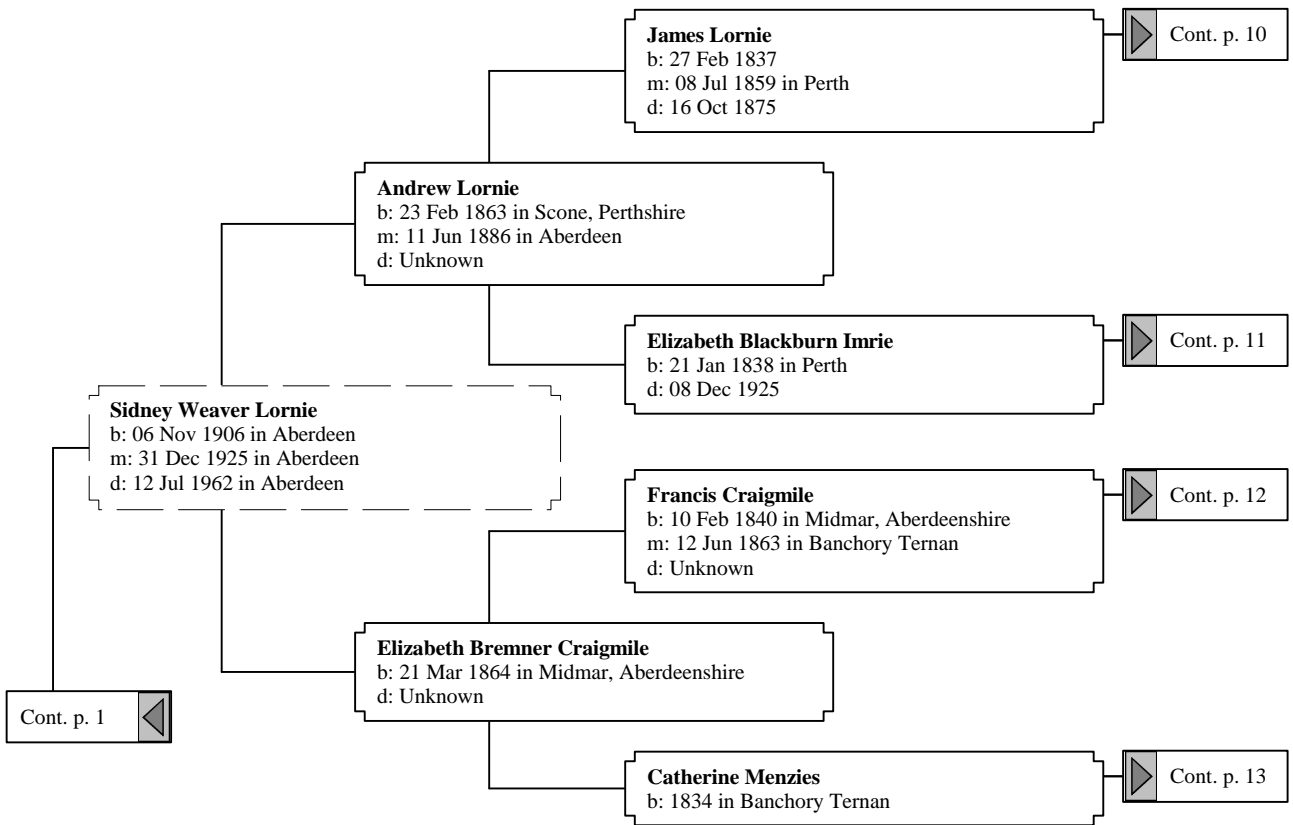 James Lornie
b: 27 Feb 1837
m: 08 Jul 1859 in Perth
d: 16 Oct 1875
Cont. p. 10
Andrew Lornie
b: 23 Feb 1863 in Scone, Perthshire
m: 11 Jun 1886 in Aberdeen
d: Unknown
Elizabeth Blackburn Imrie
b: 21 Jan 1838 in Perth
d: 08 Dec 1925
Cont. p. 11
Sidney Weaver Lornie
b: 06 Nov 1906 in Aberdeen
m: 31 Dec 1925 in Aberdeen
d: 12 Jul 1962 in Aberdeen
Francis Craigmile
b: 10 Feb 1840 in Midmar, Aberdeenshire
m: 12 Jun 1863 in Banchory Ternan
d: Unknown
Cont. p. 12
Elizabeth Bremner Craigmile
b: 21 Mar 1864 in Midmar, Aberdeenshire
d: Unknown
Cont. p. 1
Catherine Menzies
b: 1834 in Banchory Ternan
Cont. p. 13